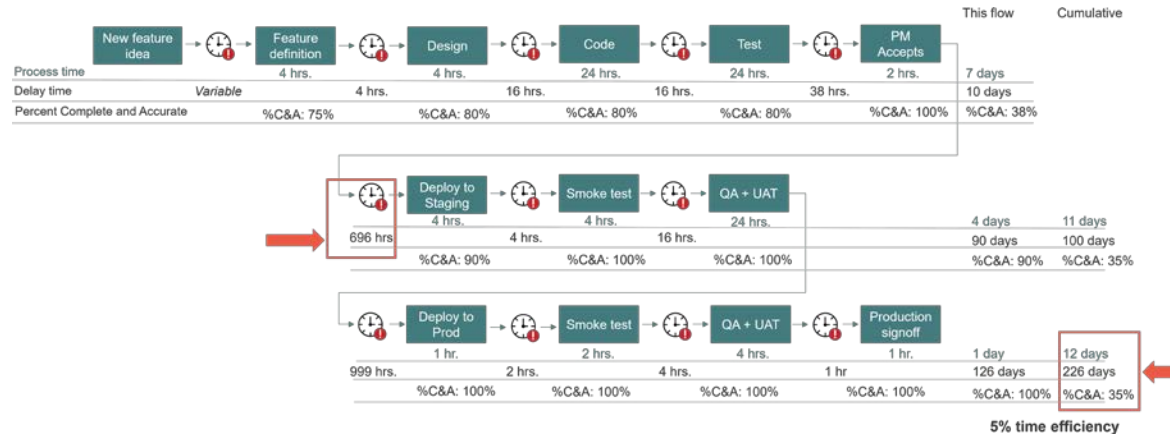 This flow Cumulative
New feature idea Feature definition Design Code Test PM Accepts
Process time 4 hrs. 4 hrs. 24 hrs. 24 hrs. 2 hrs. 7 days
Delay time Variable 4 hrs. 16 hrs. 16 hrs. 38 hrs. 10 days
Percent Complete and Accurate %C&A: 75% %C&A: 80% %C&A: 80% %C&A: 80% %C&A: 100% %C&A: 38%
Deploy to Staging Smoke test QA + UAT
4 hrs. 4 hrs. 24 hrs. 4 days 11 days
696 hrs 4 hrs. 16 hrs. 90 days 100 days
%C&A: 90% %C&A: 100% %C&A: 100% %C&A: 90% %C&A: 35%
Deploy to Prod Smoke test QA + UAT Production signoff
1 hr. 2 hrs. 4 hrs. 1 hr. 1 day 12 days
999 hrs. 2 hrs. 4 hrs. 1 hr 126 days 226 days
%C&A: 100% %C&A: 100% %C&A: 100% %C&A: 100% %C&A: 100% %C&A: 35%
5% time efficiency